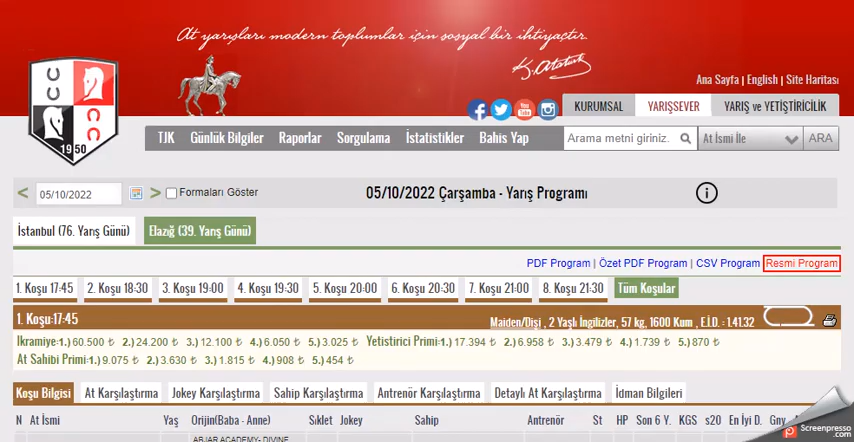 At yarışları modern toplumlar için sosyal bir ihtiyaçtır.
K. Atatürk
Ana Sayfa | English | Site Haritası
KURUMSAL YARIŞSEVER YARIŞ ve YETİŞTİRİCİLİK
1950
TJK Günlük Bilgiler Raporlar Sorgulama İstatistikler Bahis Yap Arama metni giriniz. At İsmi İle ARA
< 05/10/2022 > Formaları Göster 05/10/2022 Çarşamba - Yarış Programı
İstanbul (76. Yarış Günü) Elazığ (39. Yarış Günü)
PDF Program | Özet PDF Program | CSV Program Resmi Program
1. Koşu 17:45 2. Koşu 18:30 3. Koşu 19:00 4. Koşu 19:30 5. Koşu 20:00 6. Koşu 20:30 7. Koşu 21:00 8. Koşu 21:30 Tüm Koşular
1. Koşu:17:45 Maiden/Dişi , 2 Yaşlı İngilizler, 57 kg, 1600 Kum , E.İ.D. : 1.41.32
Ikramiye:1.) 60.500 ₺ 2.) 24.200 ₺ 3.) 12.100 ₺ 4.) 6.050 ₺ 5.) 3.025 ₺ Yetistirici Primi:1.) 17.394 ₺ 2.) 6.958 ₺ 3.) 3.479 ₺ 4.) 1.739 ₺ 5.) 870 ₺
At Sahibi Primi:1.) 9.075 ₺ 2.) 3.630 ₺ 3.) 1.815 ₺ 4.) 908 ₺ 5.) 454 ₺
Koşu Bilgisi At Karşılaştırma Jokey Karşılaştırma Sahip Karşılaştırma Antrenör Karşılaştırma Detaylı At Karşılaştırma İdman Bilgileri
N At İsmi Yaş Orijin(Baba - Anne) Sıklet Jokey Sahip Antrenör St HP Son 6 Y. KGS s20 En İyi D. Gny
ABJAR ACADEMY- DIVINE
Screenpresso.com